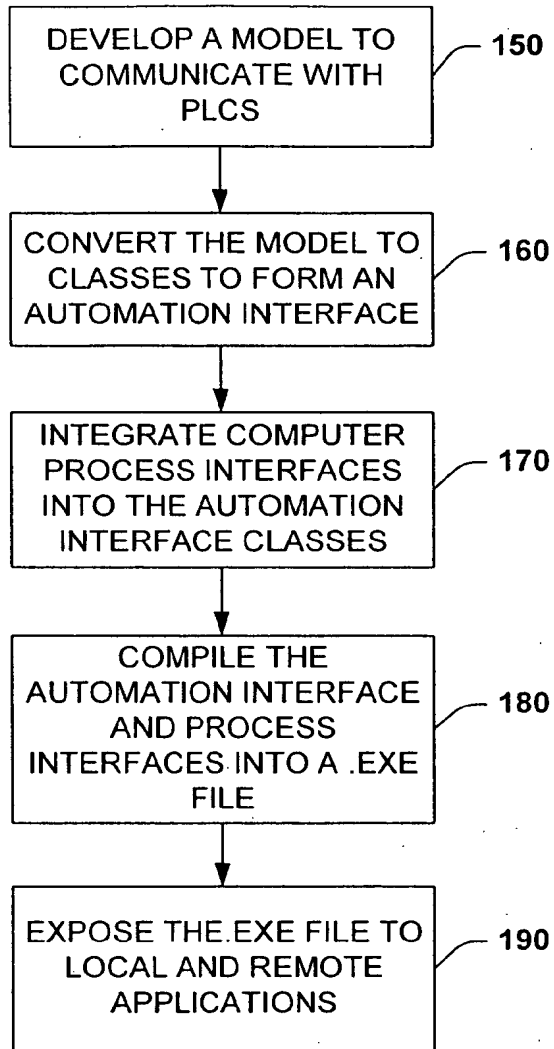 DEVELOP A MODEL TO
COMMUNICATE WITH
PLCS
150
CONVERT THE MODEL TO
CLASSES TO FORM AN
AUTOMATION INTERFACE
160
INTEGRATE COMPUTER
PROCESS INTERFACES
INTO THE AUTOMATION
INTERFACE CLASSES
170
COMPILE THE
AUTOMATION INTERFACE
AND PROCESS
INTERFACES INTO A .EXE
FILE
180
EXPOSE THE.EXE FILE TO
LOCAL AND REMOTE
APPLICATIONS
190